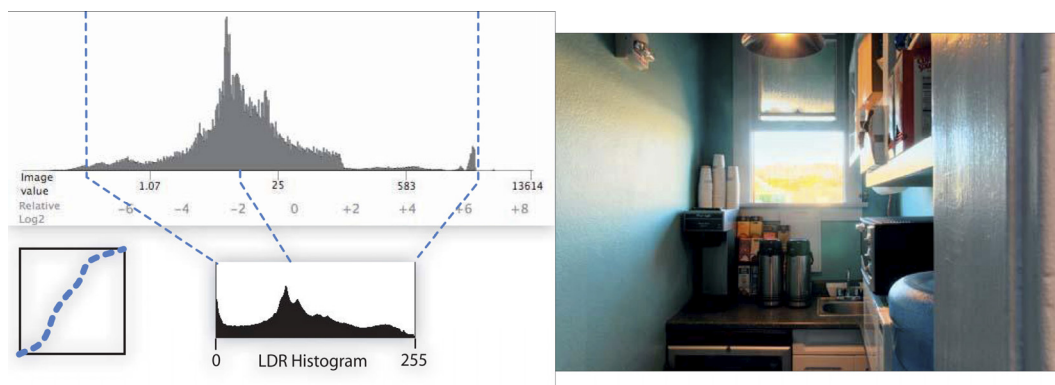 Image
value
1.07
25
583
13614
Relative
Log2
-6
-4
-2
0
+2
+4
+6
+8
0
LDR Histogram
255